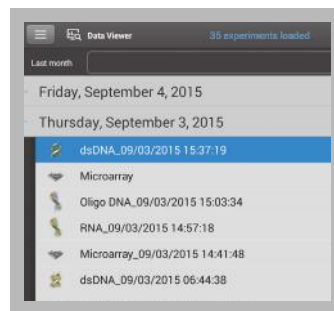 Data Viewer 35 experiments loaded
Last month
Friday, September 4, 2015
Thursday, September 3, 2015
dsDNA_09/03/2015 15:37:19
Microarray
Oligo DNA_09/03/2015 15:03:34
RNA_09/03/2015 14:57:18
Microarray_09/03/2015 14:41:48
dsDNA_09/03/2015 06:44:38